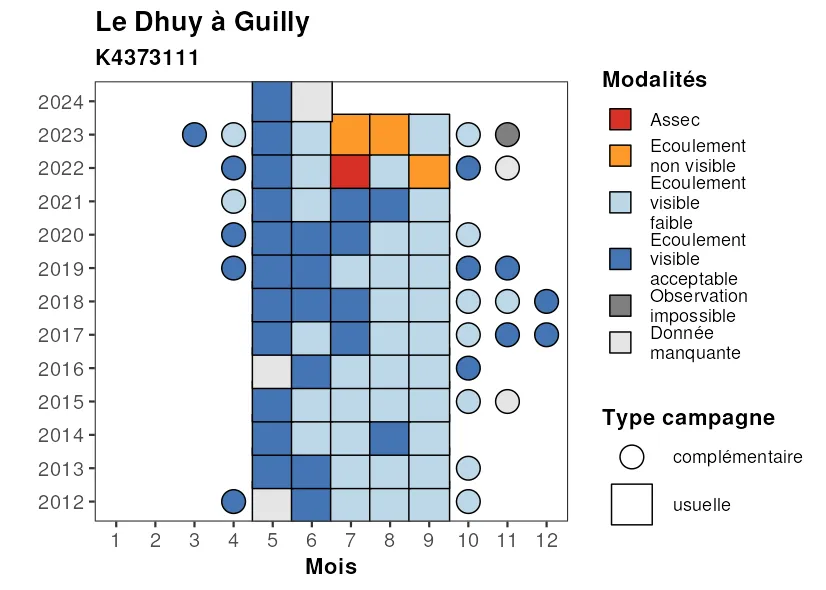 Le Dhuy à Guilly
K4373111
2024
2023
2022
2021
2020
2019
2018
2017
2016
2015
2014
2013
2012
1 2 3 4 5 6 7 8 9 10 11 12
Mois
Modalités
Assec
Ecoulement
non visible
Ecoulement
visible
faible
Ecoulement
visible
acceptable
Observation
impossible
Donnée
manquante
Type campagne
complémentaire
usuelle